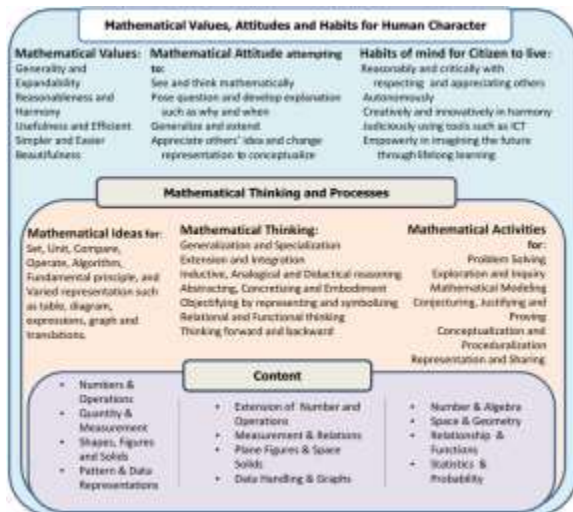 Mathematical Values, Attitudes and Habits for Human Character
Mathematical Values:
Generality and
Expandability
Reasonableness and
Harmony
Usefulness and Efficient
Simpler and Easier
Beautifulness
Mathematical Attitude attempting
to:
See and think mathematically
Pose question and develop explanation
such as why and when
Generalize and extend
Appreciate others' idea and change
representation to conceptualize
Habits of mind for Citizen to live:
Reasonably and critically with
respecting and appreciating others
Autonomously
Creatively and innovatively in harmony
Judiciously using tools such as ICT
Empowerly in imagining the future
through lifelong learning
Mathematical Thinking and Processes
Mathematical Ideas for:
Set, Unit, Compare,
Operate, Algorithm,
Fundamental principle, and
Varied representation such
as table, diagram,
expressions, graph and
translations.
Mathematical Thinking:
Generalization and Specialization
Extension and Integration
Inductive, Analogical and Didactical reasoning
Abstracting, Concretizing and Embodiment
Objectifying by representing and symbolizing
Relational and Functional thinking
Thinking forward and backward
Mathematical Activities
for:
Problem Solving
Exploration and Inquiry
Mathematical Modeling
Conjecturing, Justifying and
Proving
Conceptualization and
Proceduralization
Representation and Sharing
Content
• Numbers &
Operations
• Quantity &
Measurement
• Shapes, Figures
and Solids
• Pattern & Data
Representations
• Extension of Number and
Operations
• Measurement & Relations
• Plane Figures & Space
Solids
• Data Handling & Graphs
• Number & Algebra
• Space & Geometry
• Relationship &
Functions
• Statistics &
Probability